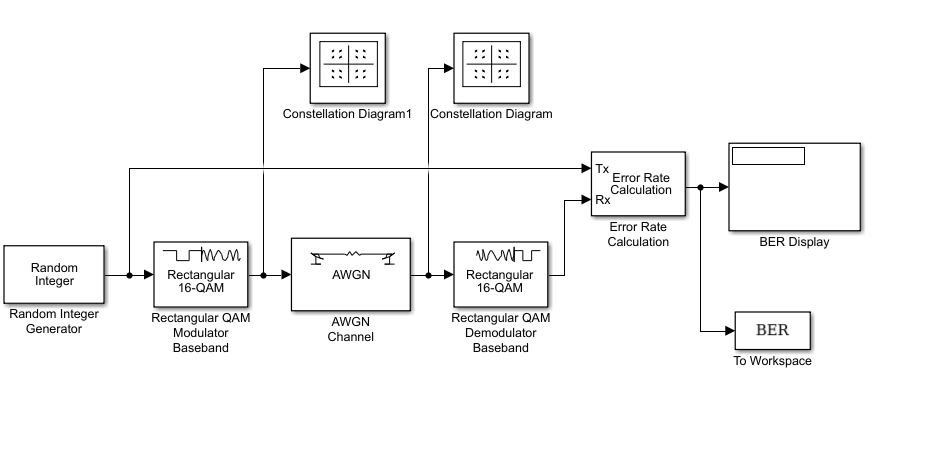 Constellation Diagram1
Constellation Diagram
Tx
Rx
Error Rate
Calculation
Error Rate
Calculation
BER Display
Random
Integer
Random Integer
Generator
Rectangular
16-QAM
Rectangular QAM
Modulator
Baseband
AWGN
AWGN
Channel
Rectangular
16-QAM
Rectangular QAM
Demodulator
Baseband
BER
To Workspace